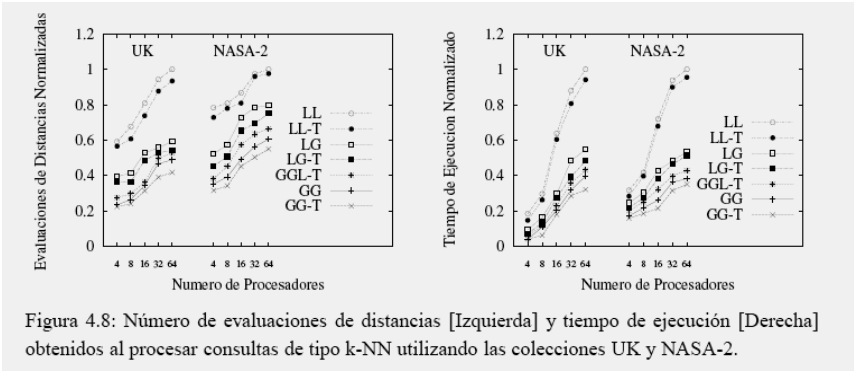 1.2
1
0.8
0.6
0.4
0.2
0
Evaluaciones de Distancias Normalizadas
UK
NASA-2
LL
LL-T
LG
LG-T
GGL-T
GG
GG-T
4 8 16 32 64
4 8 16 32 64
Numero de Procesadores
1.2
1
0.8
0.6
0.4
0.2
0
Tiempo de Ejecucion Normalizado
UK
NASA-2
LL
LL-T
LG
LG-T
GGL-T
GG
GG-T
4 8 16 32 64
4 8 16 32 64
Numero de Procesadores
Figura 4.8: Número de evaluaciones de distancias [Izquierda] y tiempo de ejecución [Derecha]
obtenidos al procesar consultas de tipo k-NN utilizando las colecciones UK y NASA-2.